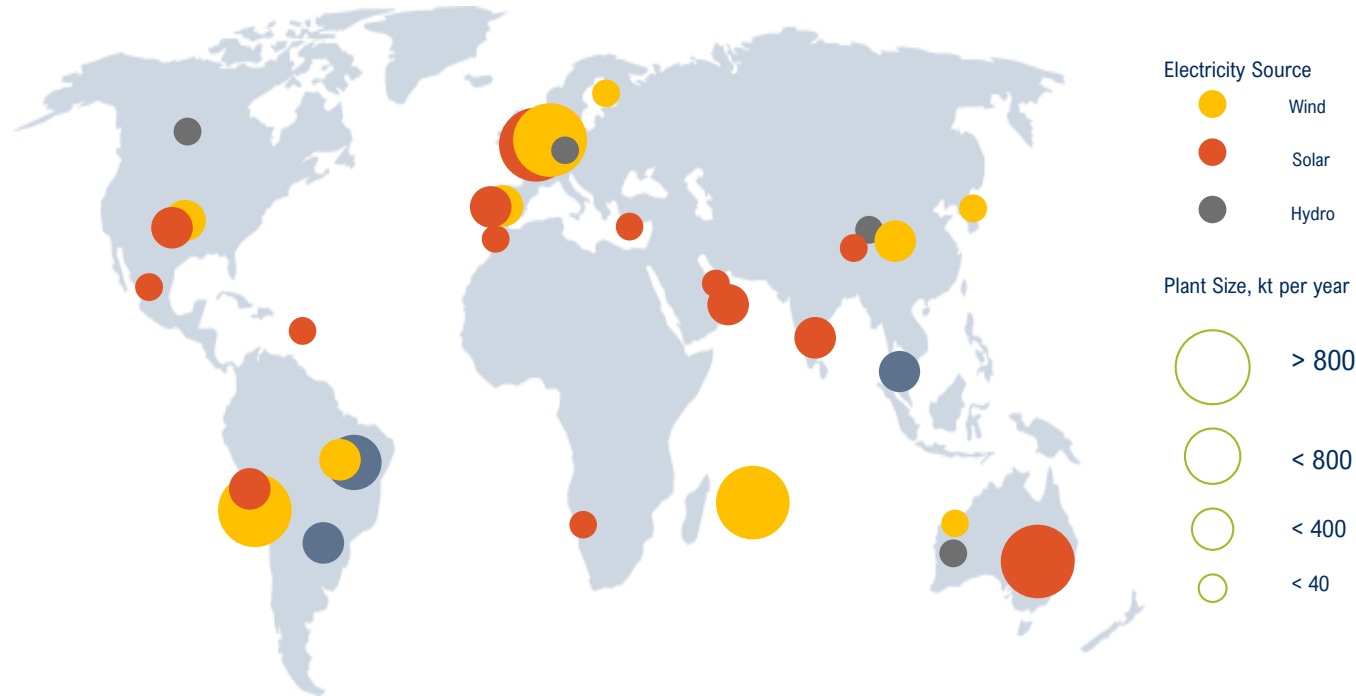 Electricity Source
Wind
Solar
Hydro
Plant Size, kt per year
> 800
< 800
< 400
< 40